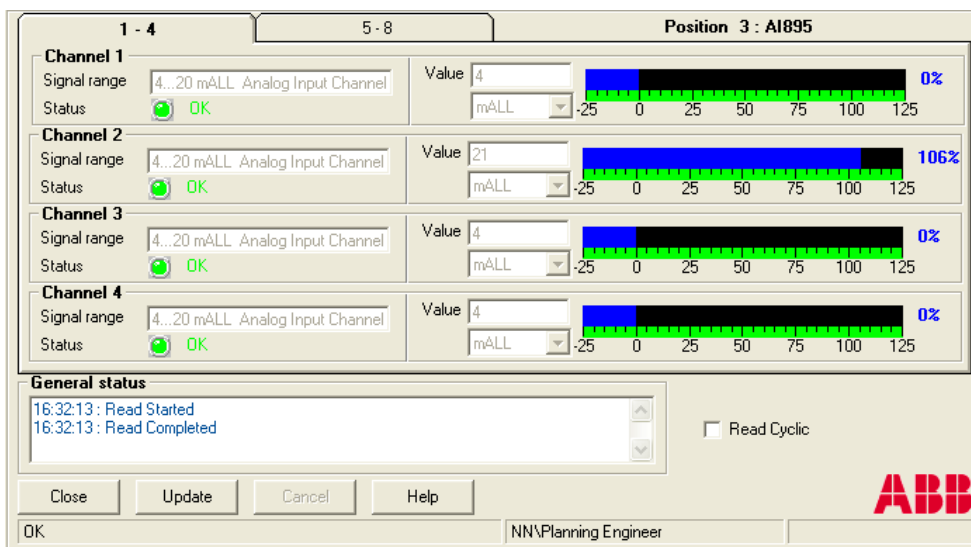 1 - 4
5 - 8
Position 3 : AI895
Channel 1
Signal range 4...20 mALL Analog Input Channel
Status OK
Value 4
mALL
0%
-25 0 25 50 75 100 125
Channel 2
Signal range 4...20 mALL Analog Input Channel
Status OK
Value 21
mALL
106%
-25 0 25 50 75 100 125
Channel 3
Signal range 4...20 mALL Analog Input Channel
Status OK
Value 4
mALL
0%
-25 0 25 50 75 100 125
Channel 4
Signal range 4...20 mALL Analog Input Channel
Status OK
Value 4
mALL
0%
-25 0 25 50 75 100 125
General status
16:32:13 : Read Started
16:32:13 : Read Completed
Read Cyclic
Close Update Cancel Help
ABB
OK
NN\Planning Engineer